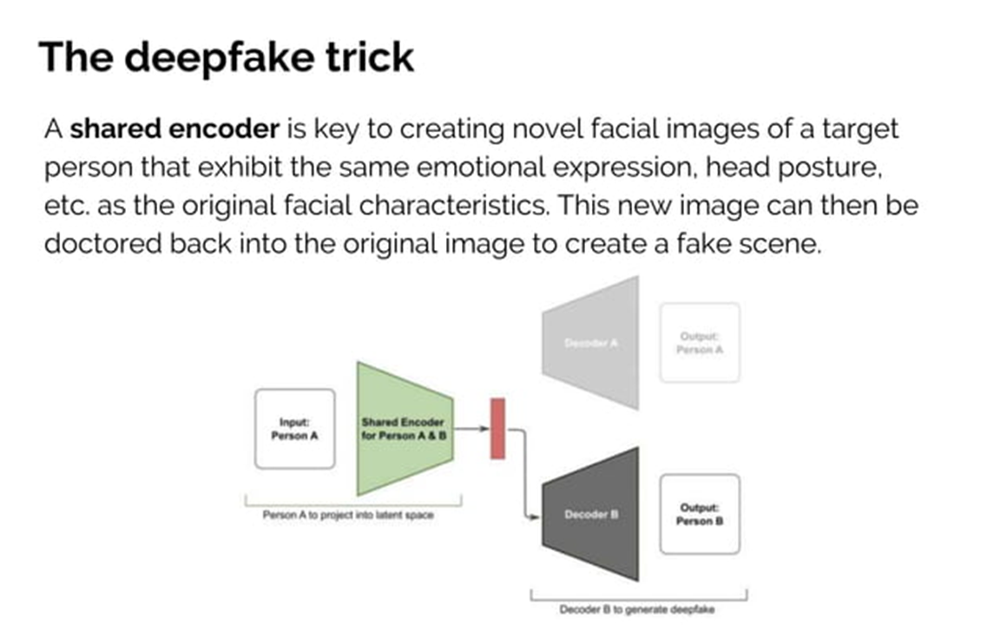 The deepfake trick
A shared encoder is key to creating novel facial images of a target
person that exhibit the same emotional expression, head posture,
etc. as the original facial characteristics. This new image can then be
doctored back into the original image to create a fake scene.
Decoder A
Output:
Person A
Input:
Person A
Shared Encoder
for Person A & B
Person A to project into latent space
Decoder B
Output:
Person B
Decoder B to generate deepfake